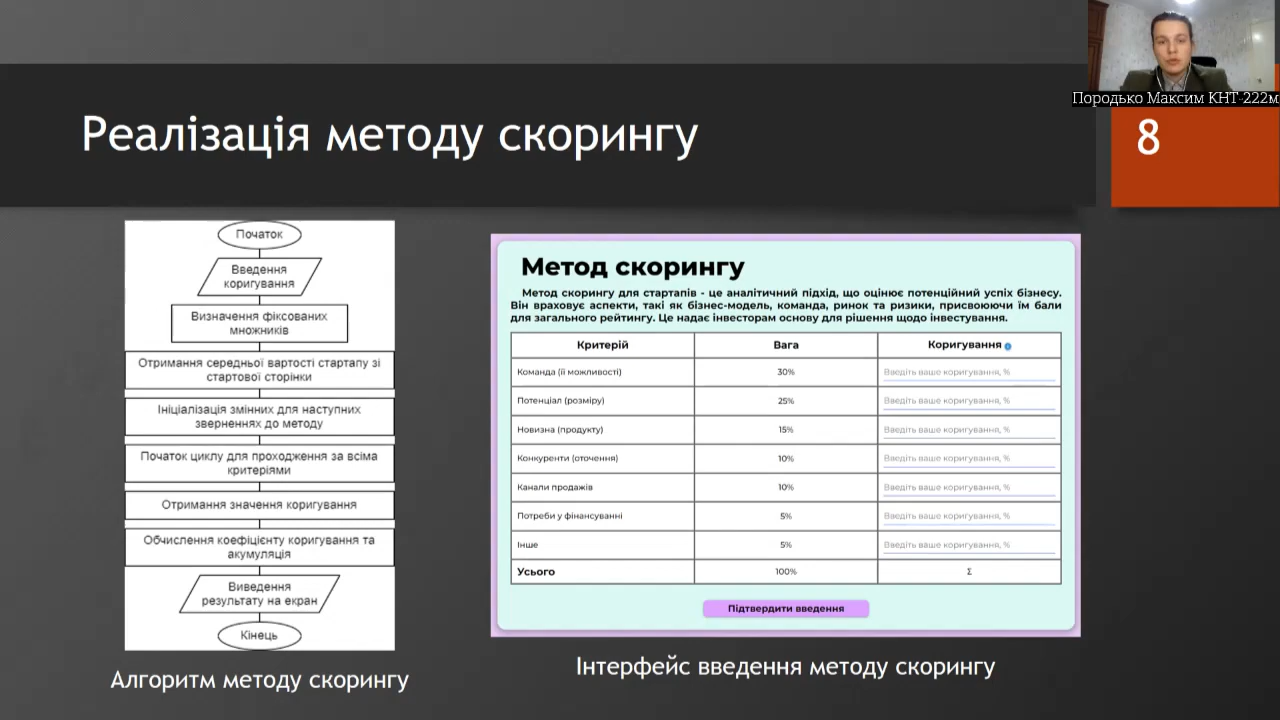 Породько Максим КНТ-222м
Реалізація методу скорингу
8
Початок
Введення
коригування
Визначення фіксованих
множників
Отримання середньої вартості стартапу зі
стартової сторінки
Ініціалізація змінних для наступних
зверненнях до методу
Початок циклу для проходження за всіма
критеріями
Отримання значення коригування
Обчислення коефіцієнту коригування та
акумуляція
Виведення
результату на екран
Кінець
Алгоритм методу скорингу
Метод скорингу
Метод скорингу для стартапів - це аналітичний підхід, що оцінює потенційний успіх бізнесу.
Він враховує аспекти, такі як бізнес-модель, команда, ринок та ризики, присвоюючи їм бали
для загального рейтингу. Це надає інвесторам основу для рішення щодо інвестування.
Критерій Вага Коригування
Команда (її можливості) 30% Введіть ваше коригування, %
Потенціал (розміру) 25% Введіть ваше коригування, %
Новизна (продукту) 15% Введіть ваше коригування, %
Конкуренти (оточення) 10% Введіть ваше коригування, %
Канали продажів 10% Введіть ваше коригування, %
Потреби у фінансуванні 5% Введіть ваше коригування, %
Інше 5% Введіть ваше коригування, %
Усього 100% Σ
Підтвердити введення
Інтерфейс введення методу скорингу